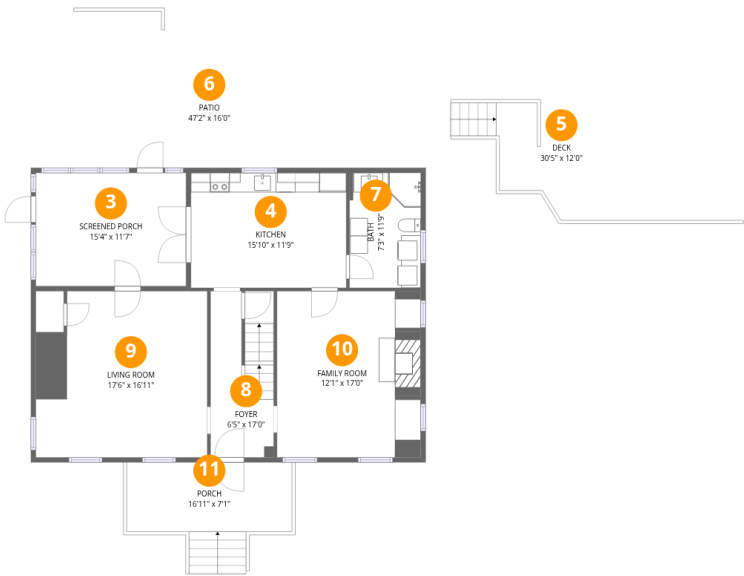 6
PATIO
47'2" x 16'0"
5
DECK
30'5" x 12'0"
3
SCREENED PORCH
15'4" x 11'7"
4
KITCHEN
15'10" x 11'9"
7
BATH
7'3" x 11'9"
9
LIVING ROOM
17'6" x 16'11"
8
FOYER
6'5" x 17'0"
10
FAMILY ROOM
12'1" x 17'0"
11
PORCH
16'11" x 7'1"